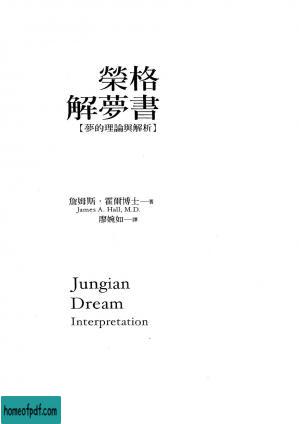 榮格
解夢書
【夢的理論與解析】
詹姆斯·霍爾博士—著
James A. Hall, M.D.
廖婉如—譯
Jungian
Dream
Interpretation
homeofpdf.com